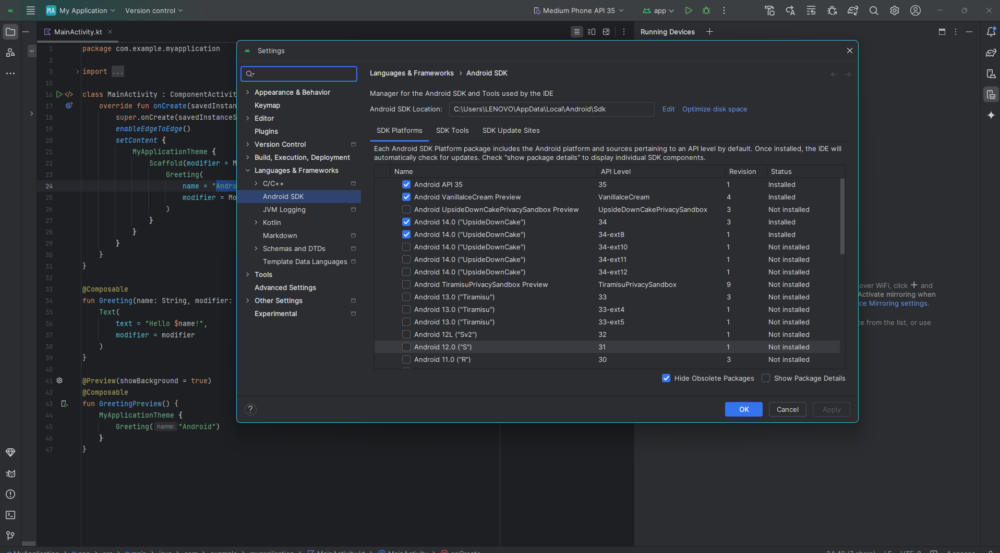 MA My Application Version control Medium Phone API 35 app
MainActivity.kt
Running Devices
1 package com.example.myapplication
2
3 import ...
15
16 class MainActivity : ComponentActivit
17 override fun onCreate(savedInstan
18 super.onCreate(savedInstanceS
19 enableEdgeToEdge()
20 setContent {
21 MyApplicationTheme {
22 Scaffold(modifier = M
23 Greeting(
24 name = "Andro
25 modifier = Mo
26 )
27 }
28 }
29 }
30 }
31 }
32
33 @Composable
34 fun Greeting(name: String, modifier:
35 Text(
36 text = "Hello $name!",
37 modifier = modifier
38 )
39 }
40
41 @Preview(showBackground = true)
42 @Composable
43 fun GreetingPreview() {
44 MyApplicationTheme {
45 Greeting( name: "Android")
46 }
47 }
Settings
Appearance & Behavior
Keymap
Editor
Plugins
Version Control
Build, Execution, Deployment
Languages & Frameworks
C/C++
Android SDK
JVM Logging
Kotlin
Markdown
Schemas and DTDs
Template Data Languages
Tools
Advanced Settings
Other Settings
Experimental
Languages & Frameworks › Android SDK
Manager for the Android SDK and Tools used by the IDE
Android SDK Location: C:\Users\LENOVO\AppData\Local\Android\Sdk Edit Optimize disk space
SDK Platforms SDK Tools SDK Update Sites
Each Android SDK Platform package includes the Android platform and sources pertaining to an API level by default. Once installed, the IDE will
automatically check for updates. Check "show package details" to display individual SDK components.
Name API Level Revision Status
Android API 35 35 1 Installed
Android VanillaIceCream Preview VanillaIceCream 4 Installed
Android UpsideDownCakePrivacySandbox Preview UpsideDownCakePrivacySandbox 3 Not installed
Android 14.0 ("UpsideDownCake") 34 3 Installed
Android 14.0 ("UpsideDownCake") 34-ext8 1 Installed
Android 14.0 ("UpsideDownCake") 34-ext10 1 Not installed
Android 14.0 ("UpsideDownCake") 34-ext11 1 Not installed
Android 14.0 ("UpsideDownCake") 34-ext12 1 Not installed
Android TiramisuPrivacySandbox Preview TiramisuPrivacySandbox 9 Not installed
Android 13.0 ("Tiramisu") 33 3 Not installed
Android 13.0 ("Tiramisu") 33-ext4 1 Not installed
Android 13.0 ("Tiramisu") 33-ext5 1 Not installed
Android 12L ("Sv2") 32 1 Not installed
Android 12.0 ("S") 31 1 Not installed
Android 11.0 ("R") 30 3 Not installed
Hide Obsolete Packages Show Package Details
? OK Cancel Apply
over WiFi, click + and
Activate mirroring when
ce Mirroring settings.
ce from the list, or use